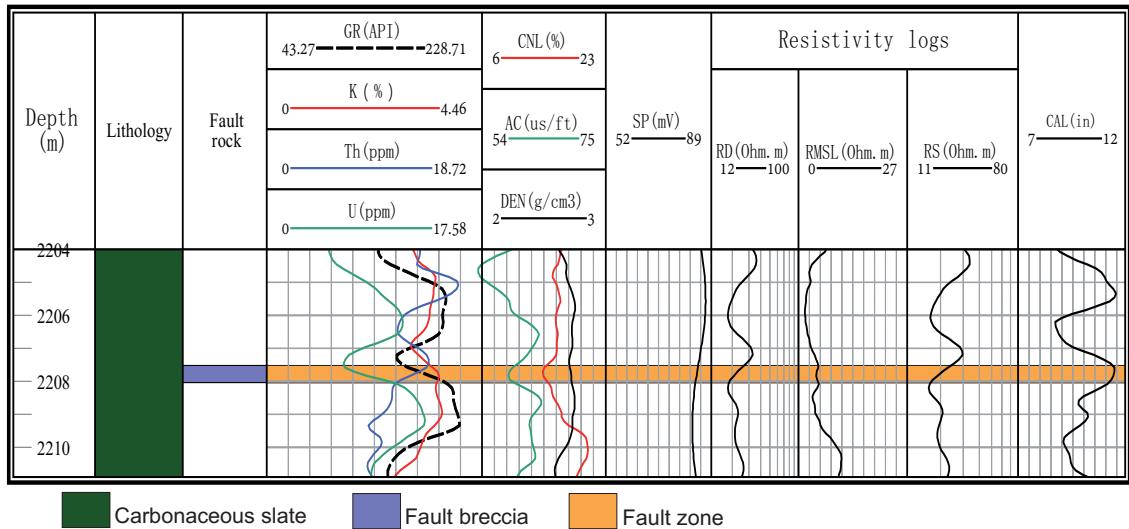 Depth
(m)
Lithology
Fault
rock
GR(API)
43.27 228.71
K(%)
0 4.46
Th(ppm)
0 18.72
U(ppm)
0 17.58
CNL(%)
6 23
AC(us/ft)
54 75
DEN(g/cm3)
2 3
SP(mV)
52 89
Resistivity logs
RD(Ohm.m)
12 100
RMSL(Ohm.m)
0 27
RS(Ohm.m)
11 80
CAL(in)
7 12
2204
2206
2208
2210
Carbonaceous slate
Fault breccia
Fault zone